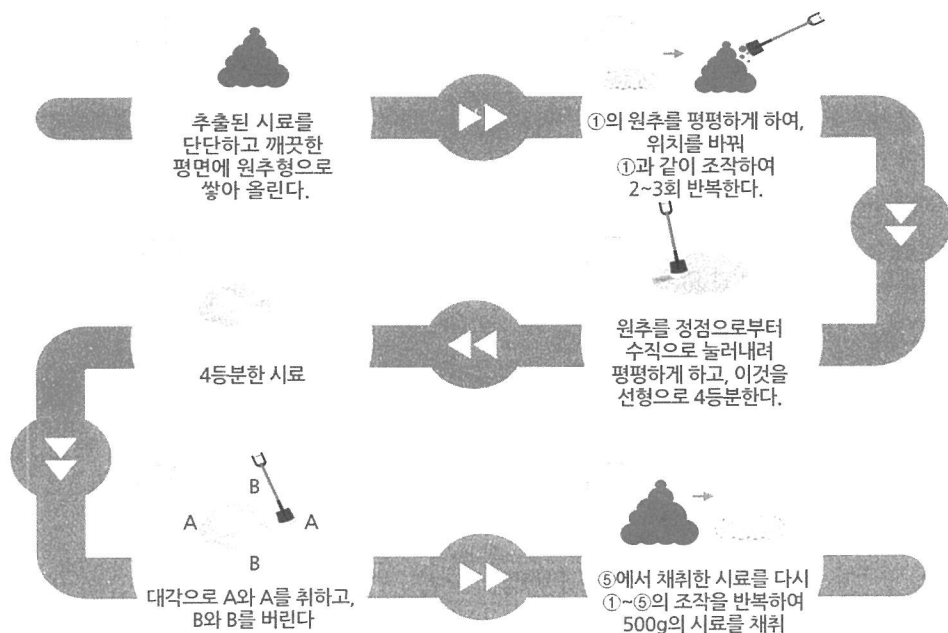 추출된 시료를
단단하고 깨끗한
평면에 원추형으로
쌓아 올린다.
①의 원추를 평평하게 하여,
위치를 바꿔
①과 같이 조작하여
2~3회 반복한다.
원추를 정점으로부터
수직으로 눌러내려
평평하게 하고, 이것을
선형으로 4등분한다.
4등분한 시료
B
A A
B
대각으로 A와 A를 취하고,
B와 B를 버린다
⑤에서 채취한 시료를 다시
①~⑤의 조작을 반복하여
500g의 시료를 채취